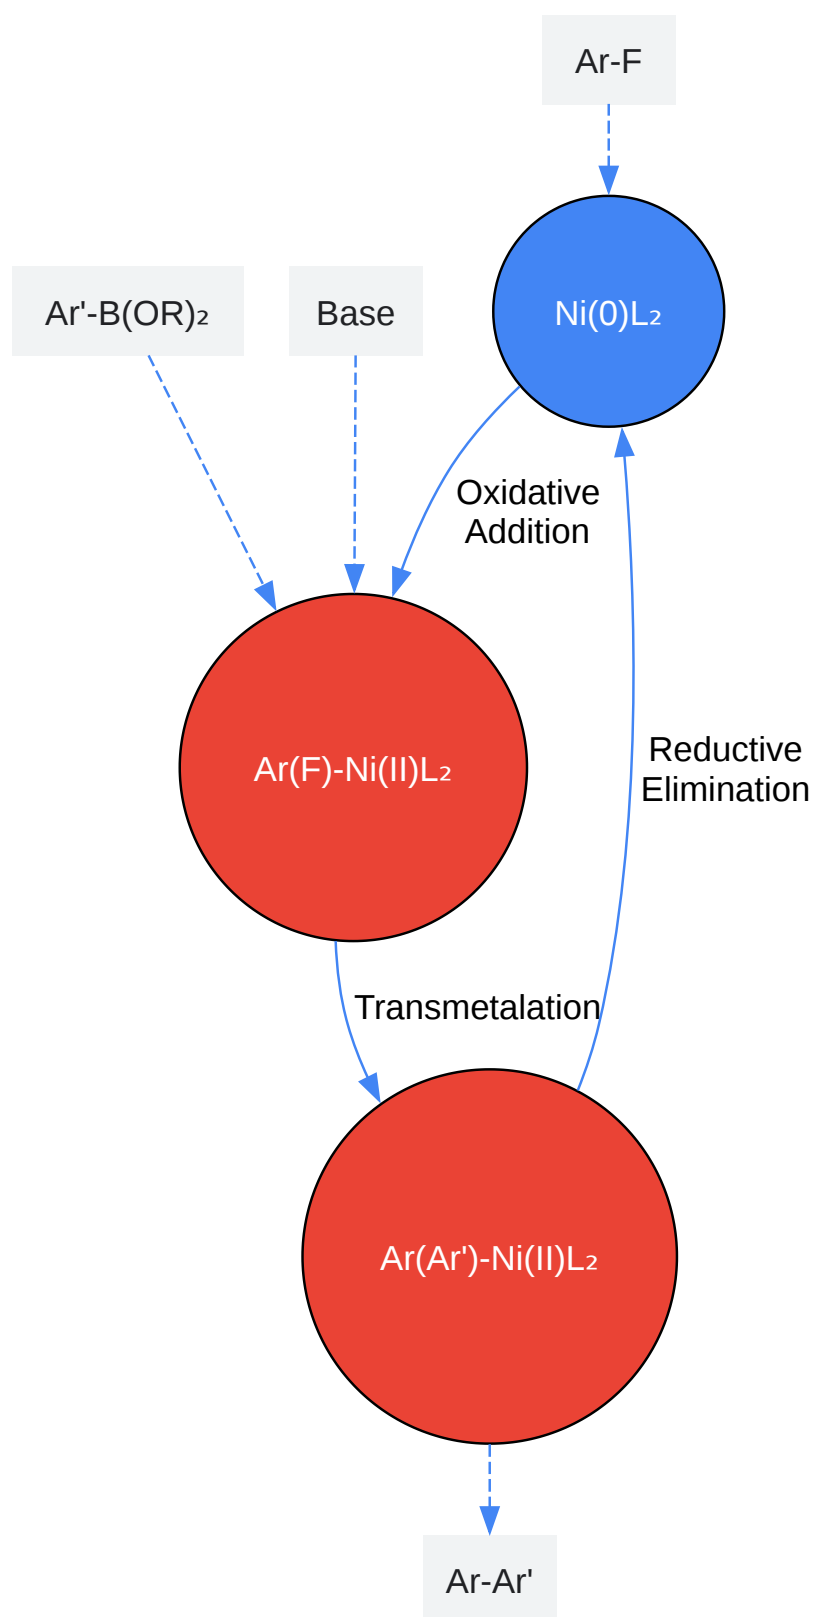 Ar-F
Ar'-B(OR)₂
Base
Ni(0)L₂
Oxidative
Addition
Ar(F)-Ni(II)L₂
Reductive
Elimination
Transmetalation
Ar(Ar')-Ni(II)L₂
Ar-Ar'